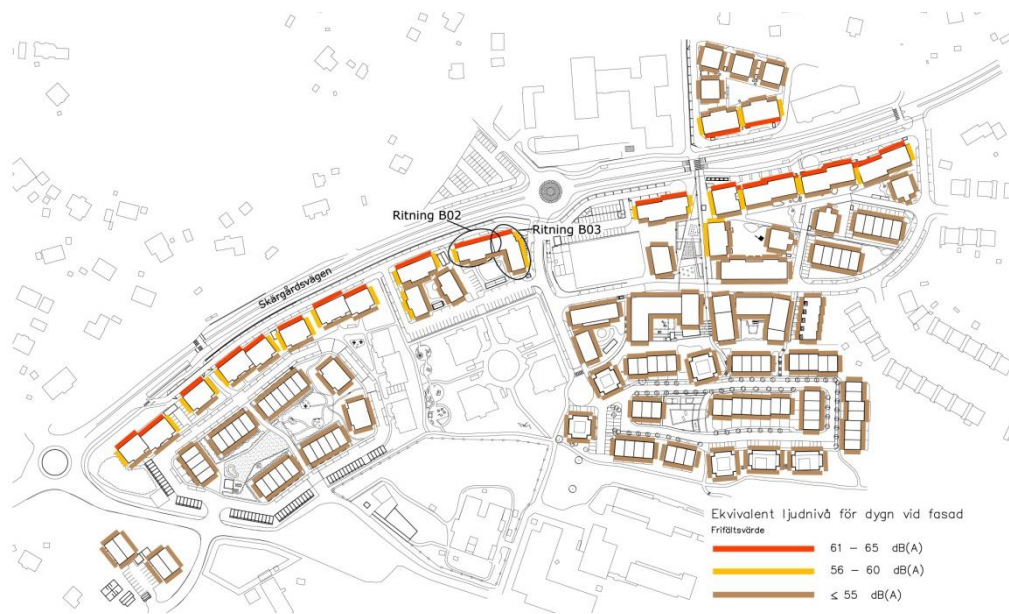 Ritning B02
Ritning B03
Skärgårdsvägen
Ekvivalent ljudnivå för dygn vid fasad
Frifältsvärde
61 – 65 dB(A)
56 – 60 dB(A)
≤ 55 dB(A)